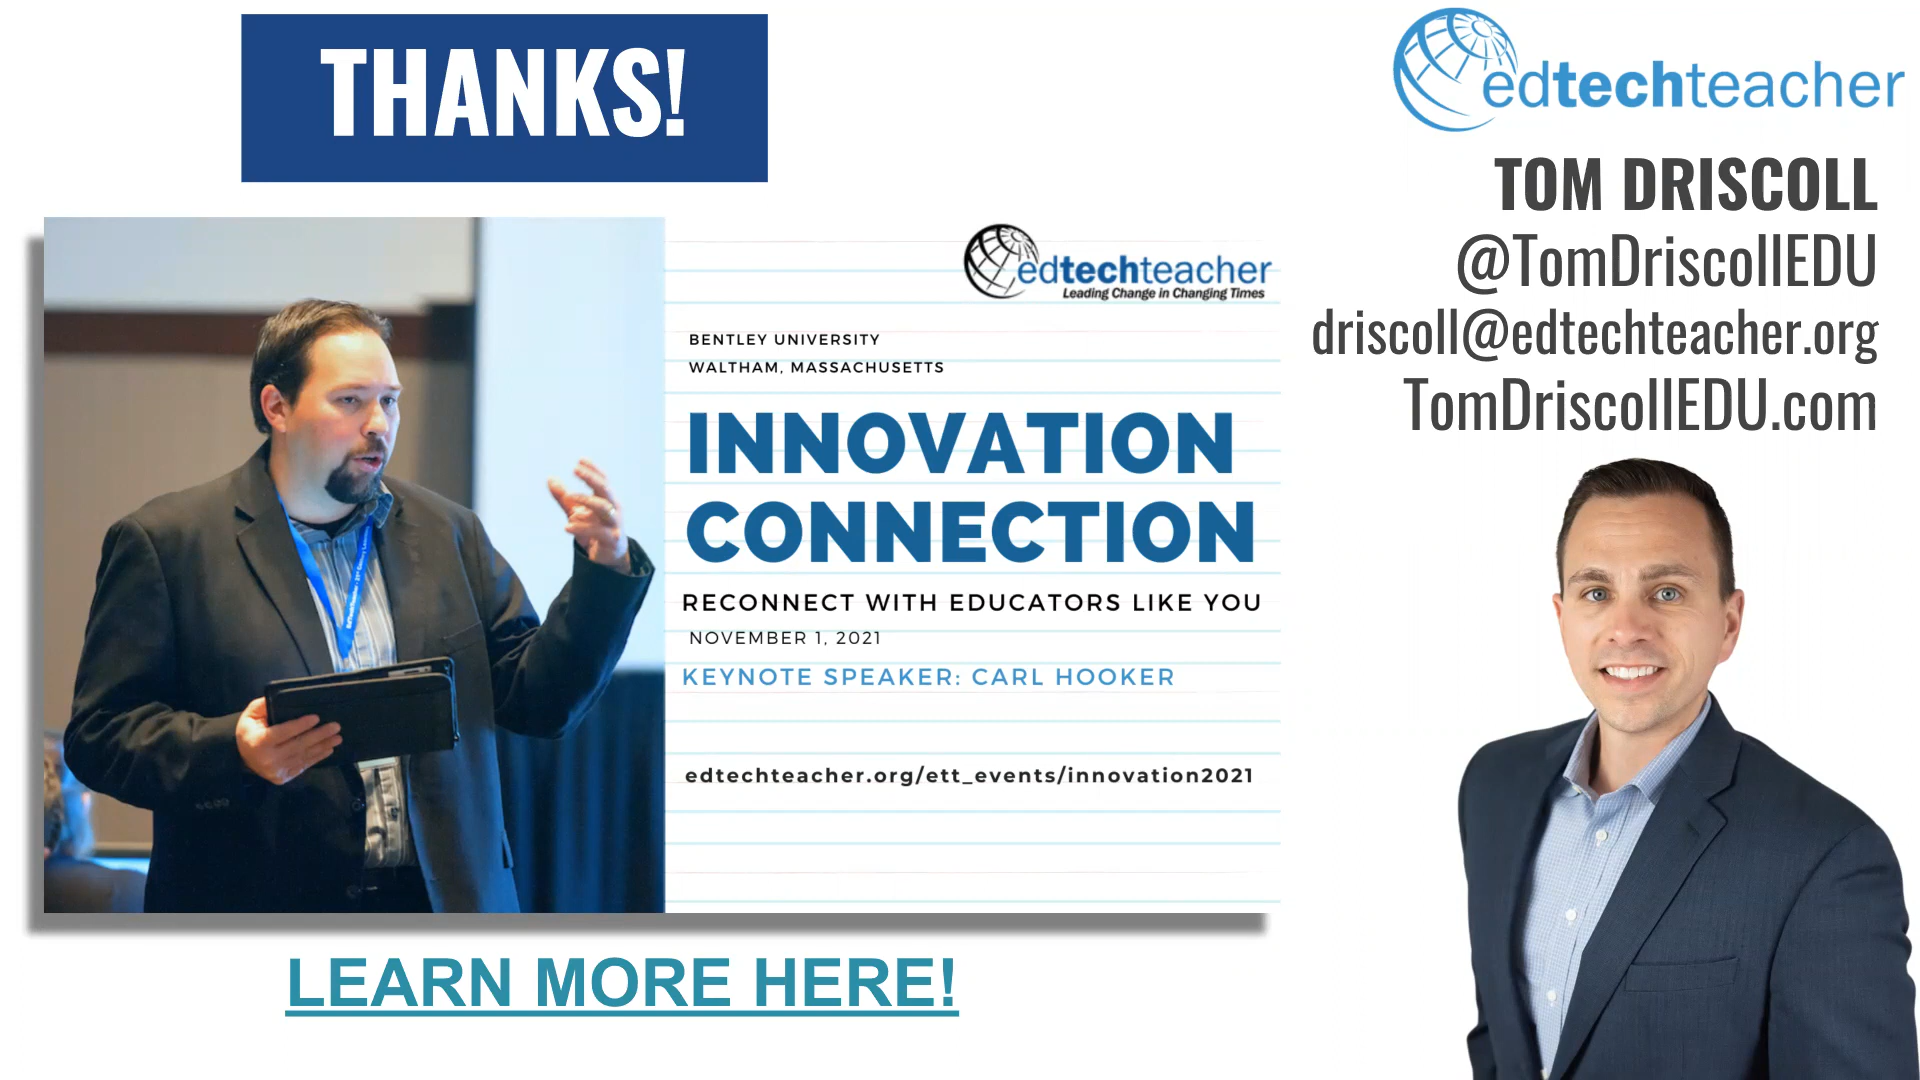 THANKS!
edtechteacher
TOM DRISCOLL
@TomDriscollEDU
driscoll@edtechteacher.org
TomDriscollEDU.com
edtechteacher
Leading Change in Changing Times
BENTLEY UNIVERSITY
WALTHAM, MASSACHUSETTS
INNOVATION
CONNECTION
RECONNECT WITH EDUCATORS LIKE YOU
NOVEMBER 1, 2021
KEYNOTE SPEAKER: CARL HOOKER
edtechteacher.org/ett_events/innovation2021
LEARN MORE HERE!